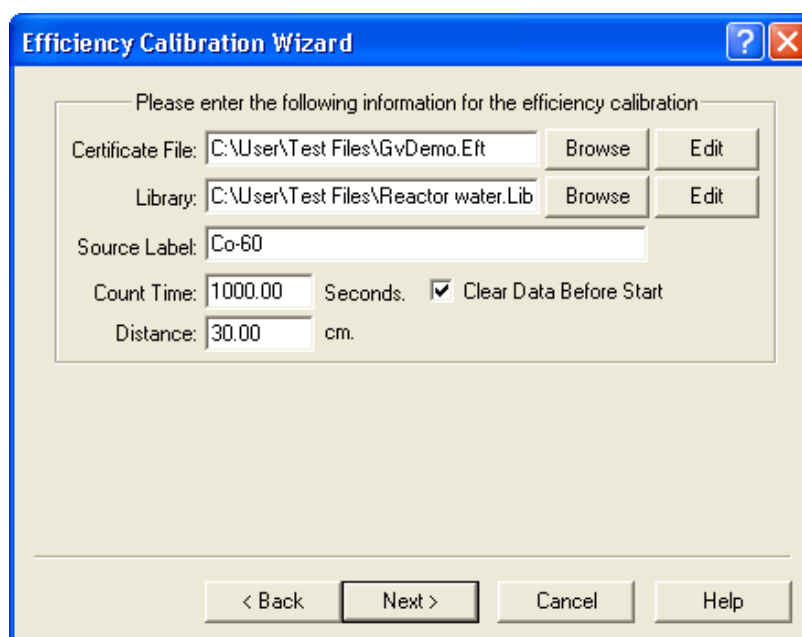 Efficiency Calibration Wizard
Please enter the following information for the efficiency calibration
Certificate File: C:\User\Test Files\GvDemo.Eft Browse Edit
Library: C:\User\Test Files\Reactor water.Lib Browse Edit
Source Label: Co-60
Count Time: 1000.00 Seconds. Clear Data Before Start
Distance: 30.00 cm.
< Back Next > Cancel Help